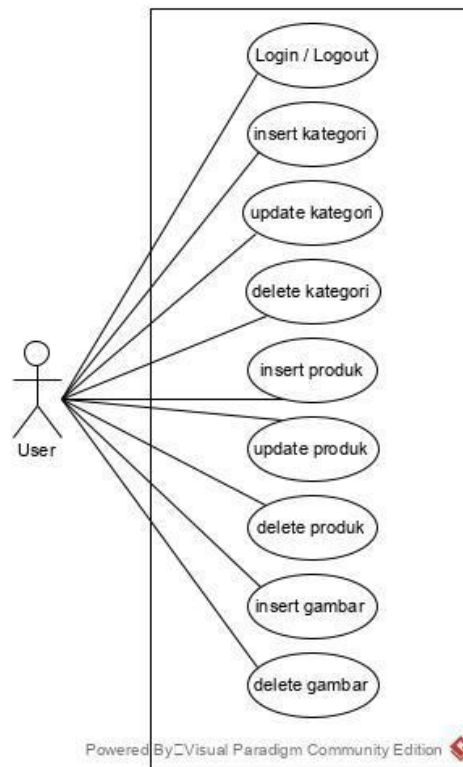 Login / Logout
insert kategori
update kategori
delete kategori
insert produk
User
update produk
delete produk
insert gambar
delete gambar
Powered By Visual Paradigm Community Edition